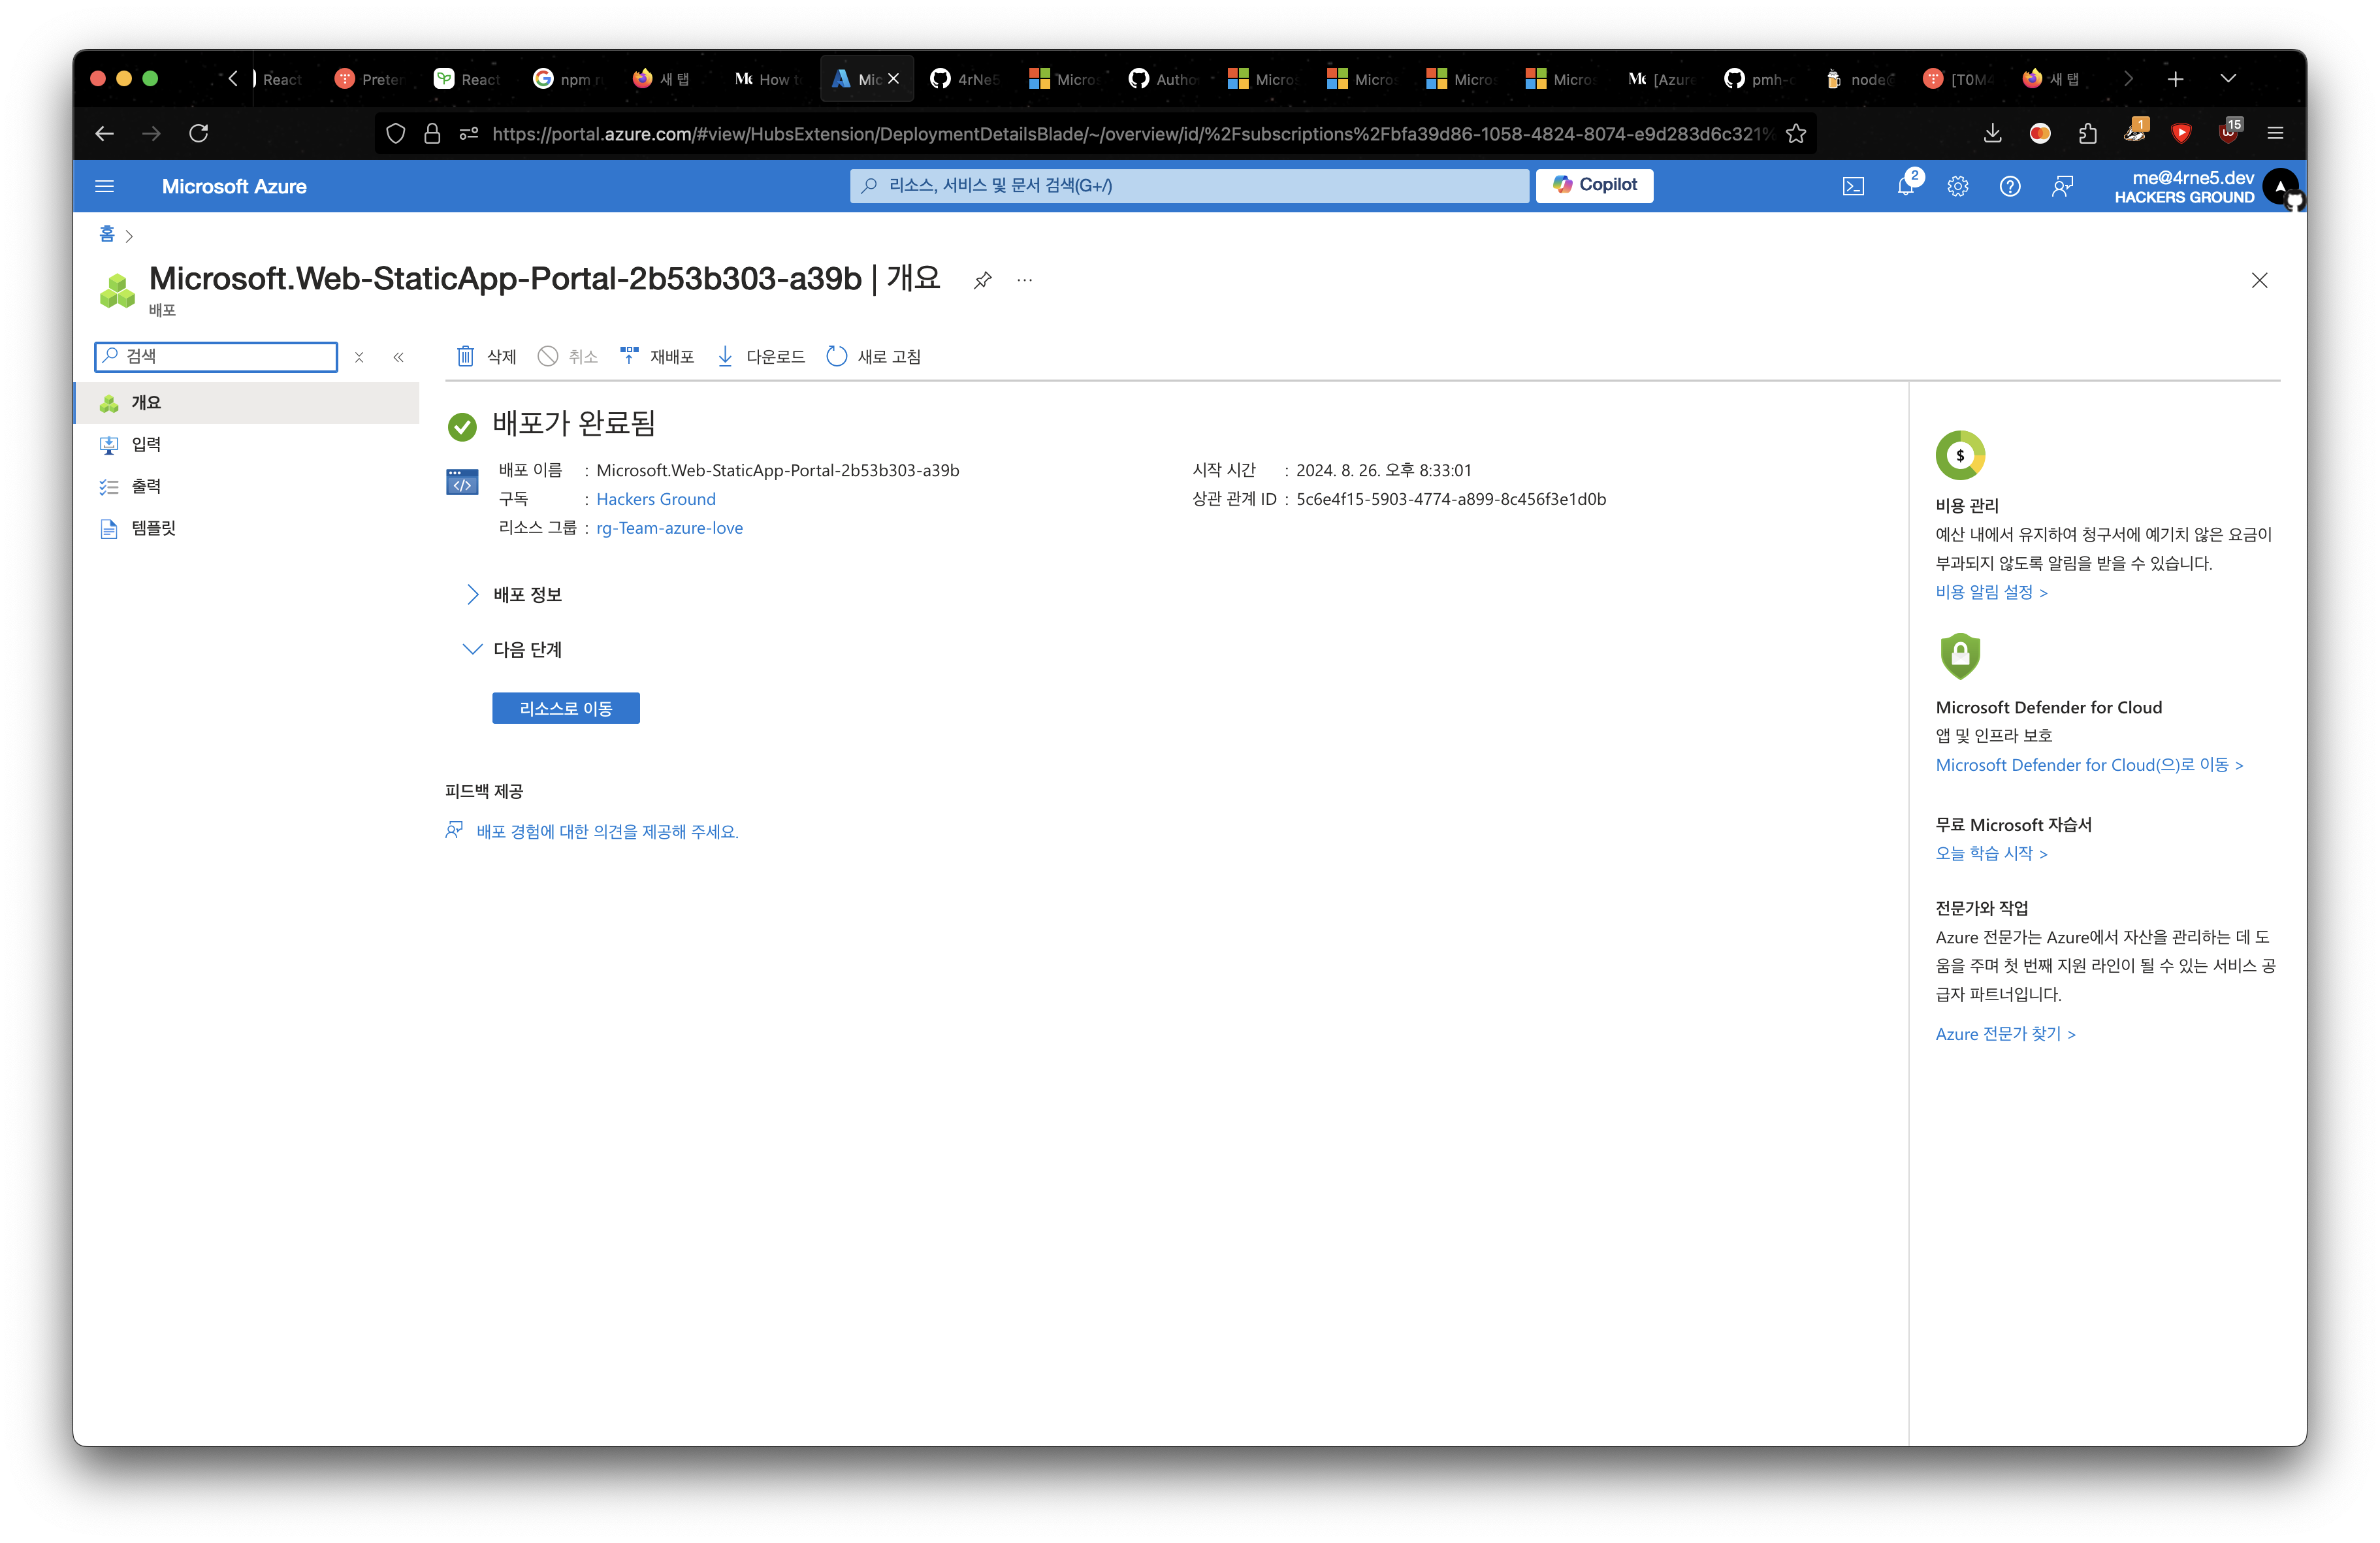 React
Preten
React
npm r
새 탭
How t
Mic
4rNe5
Micros
Autho
Micro
Micro
Micro
Micros
[Azure
pmh-
node@
[T0M4
새 탭
https://portal.azure.com/#view/HubsExtension/DeploymentDetailsBlade/~/overview/id/%2Fsubscriptions%2Fbfa39d86-1058-4824-8074-e9d283d6c321%
1
15
Microsoft Azure
리소스, 서비스 및 문서 검색(G+/)
Copilot
2
me@4rne5.dev
HACKERS GROUND
홈
Microsoft.Web-StaticApp-Portal-2b53b303-a39b | 개요
배포
검색
삭제
취소
재배포
다운로드
새로 고침
개요
입력
출력
템플릿
배포가 완료됨
배포 이름 : Microsoft.Web-StaticApp-Portal-2b53b303-a39b
구독 : Hackers Ground
리소스 그룹 : rg-Team-azure-love
시작 시간 : 2024. 8. 26. 오후 8:33:01
상관 관계 ID : 5c6e4f15-5903-4774-a899-8c456f3e1d0b
배포 정보
다음 단계
리소스로 이동
피드백 제공
배포 경험에 대한 의견을 제공해 주세요.
$
비용 관리
예산 내에서 유지하여 청구서에 예기치 않은 요금이
부과되지 않도록 알림을 받을 수 있습니다.
비용 알림 설정 >
Microsoft Defender for Cloud
앱 및 인프라 보호
Microsoft Defender for Cloud(으)로 이동 >
무료 Microsoft 자습서
오늘 학습 시작 >
전문가와 작업
Azure 전문가는 Azure에서 자산을 관리하는 데 도
움을 주며 첫 번째 지원 라인이 될 수 있는 서비스 공
급자 파트너입니다.
Azure 전문가 찾기 >